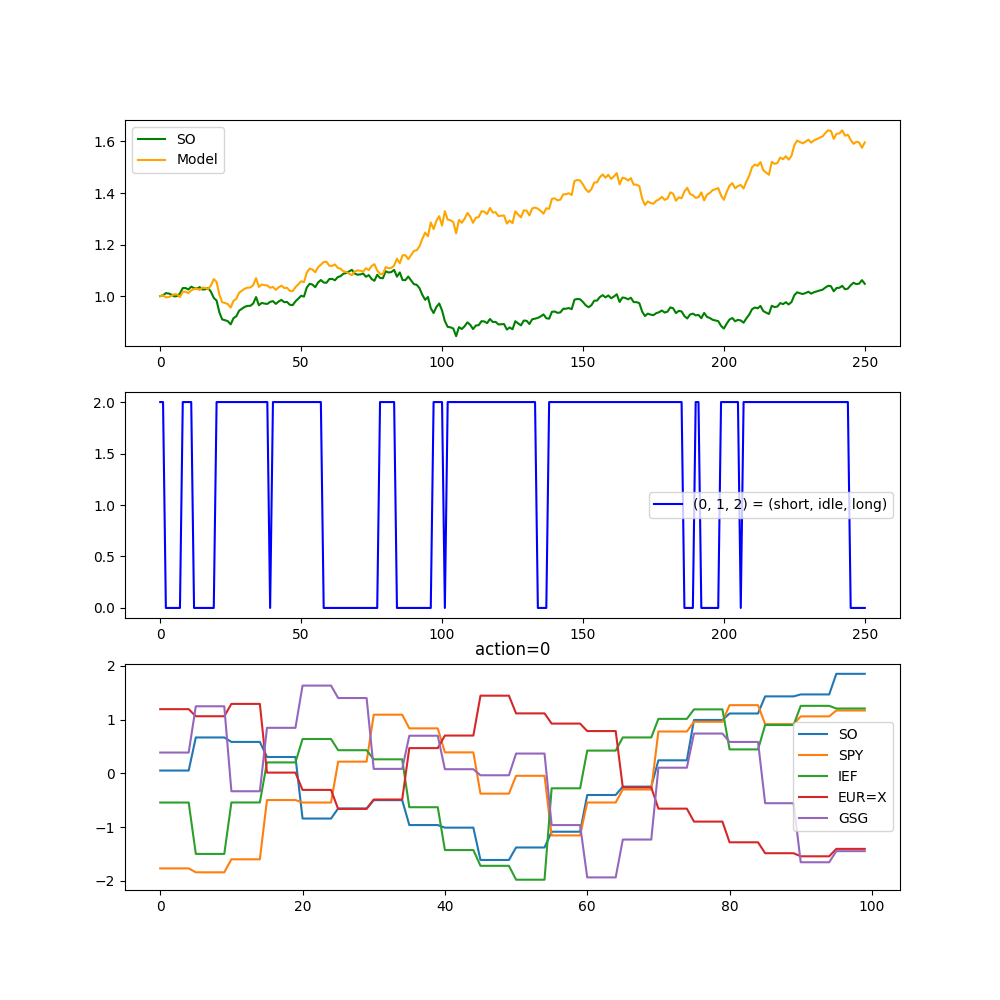 SO
Model
1.6
1.4
1.2
1.0
0 50 100 150 200 250
2.0
1.5
1.0
0.5
0.0
(0, 1, 2) = (short, idle, long)
0 50 100 150 200 250
action=0
2
1
0
−1
−2
SO
SPY
IEF
EUR=X
GSG
0 20 40 60 80 100